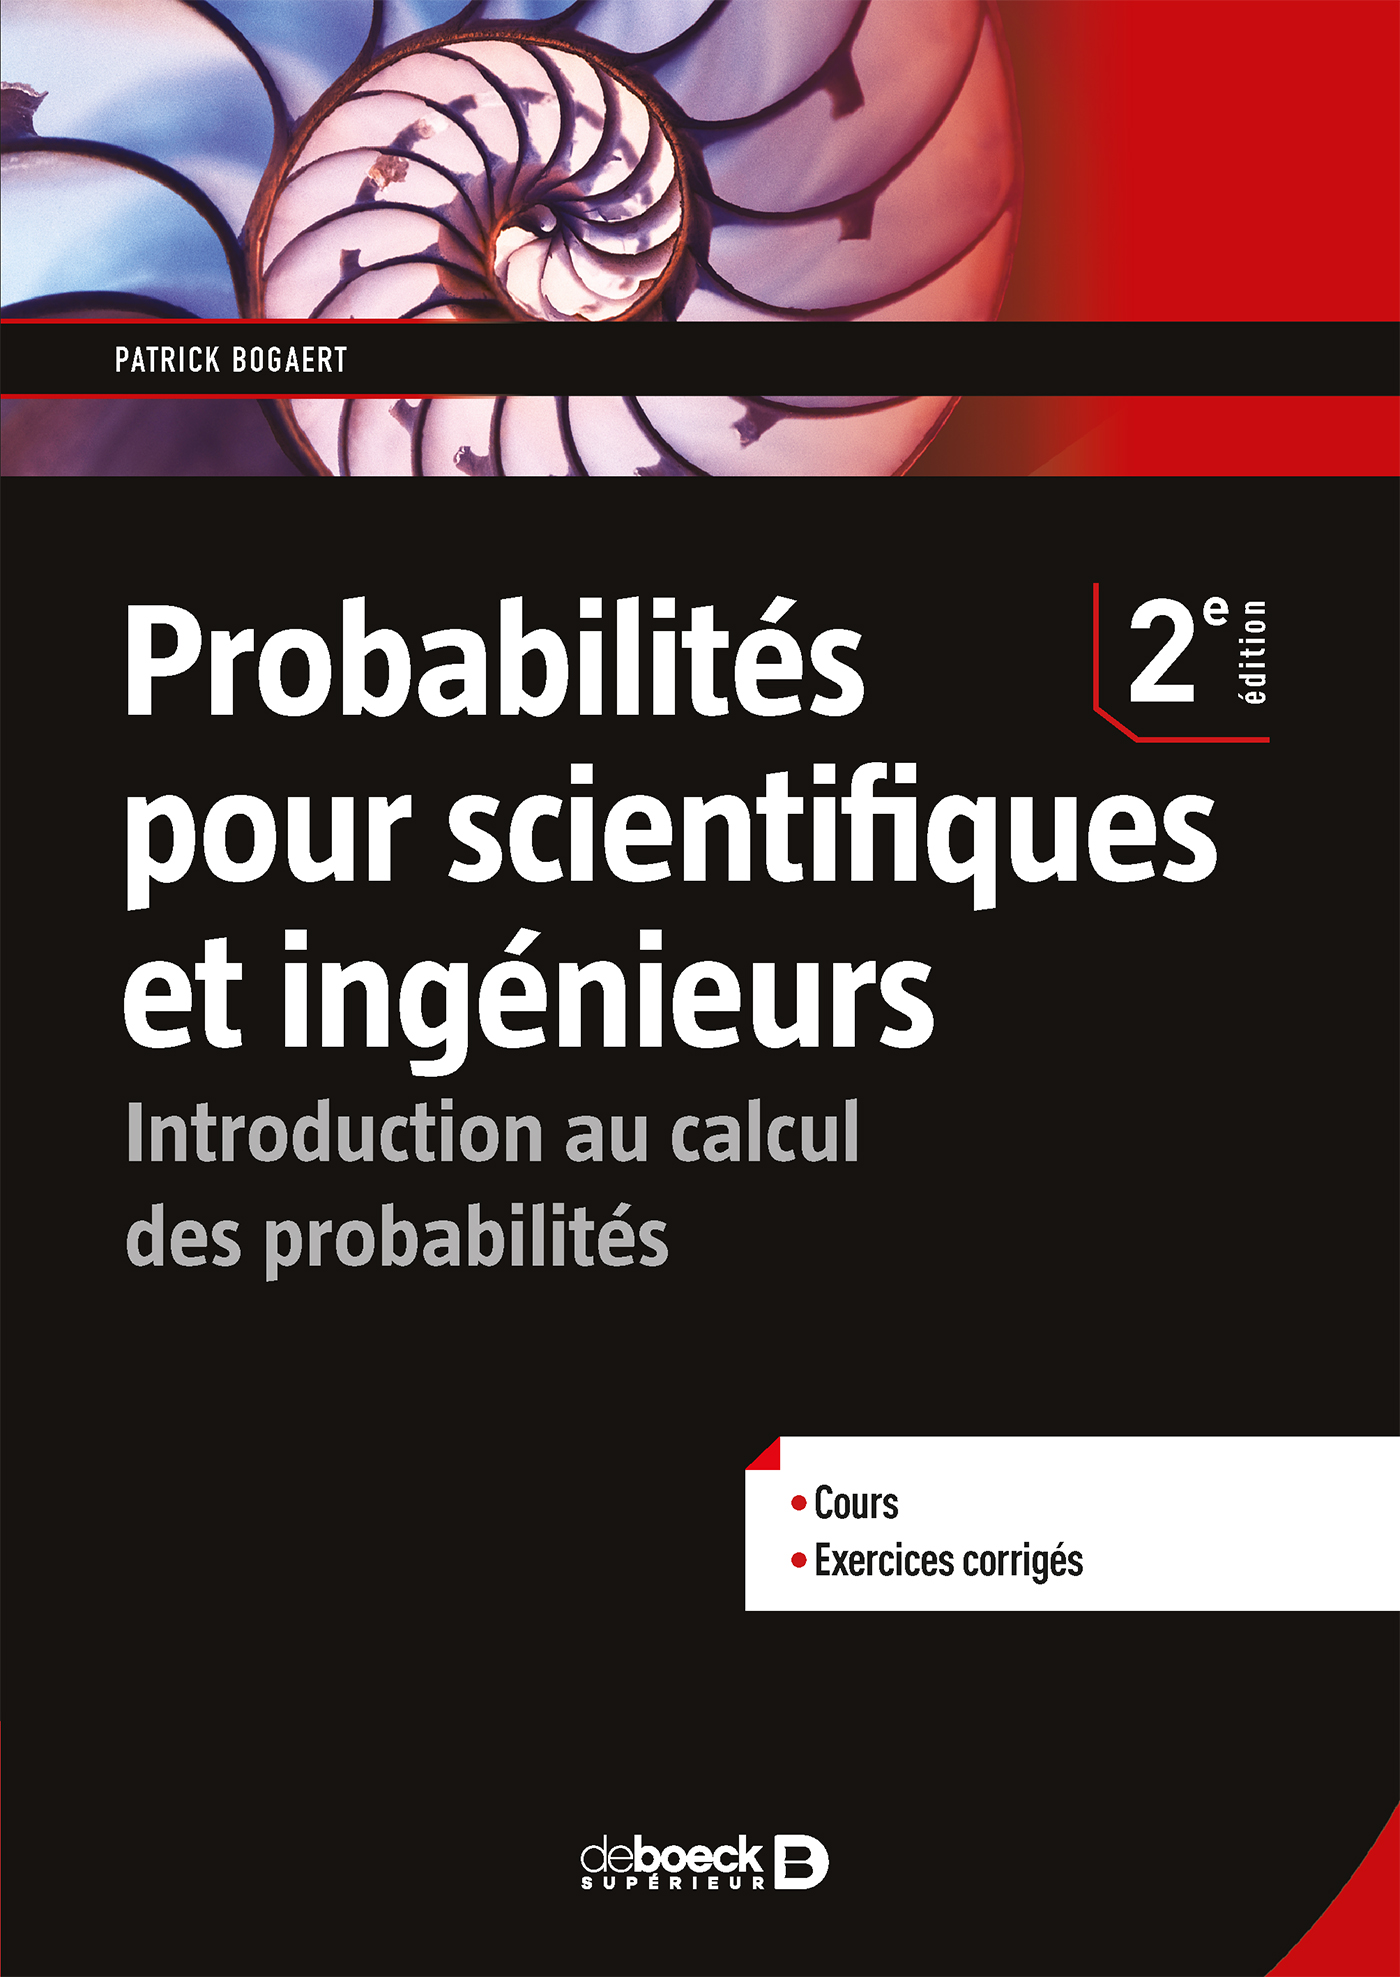 PATRICK BOGAERT
Probabilités
pour scientifiques
et ingénieurs
2e
édition
Introduction au calcul
des probabilités
• Cours
• Exercices corrigés
deboeck B
SUPÉRIEUR